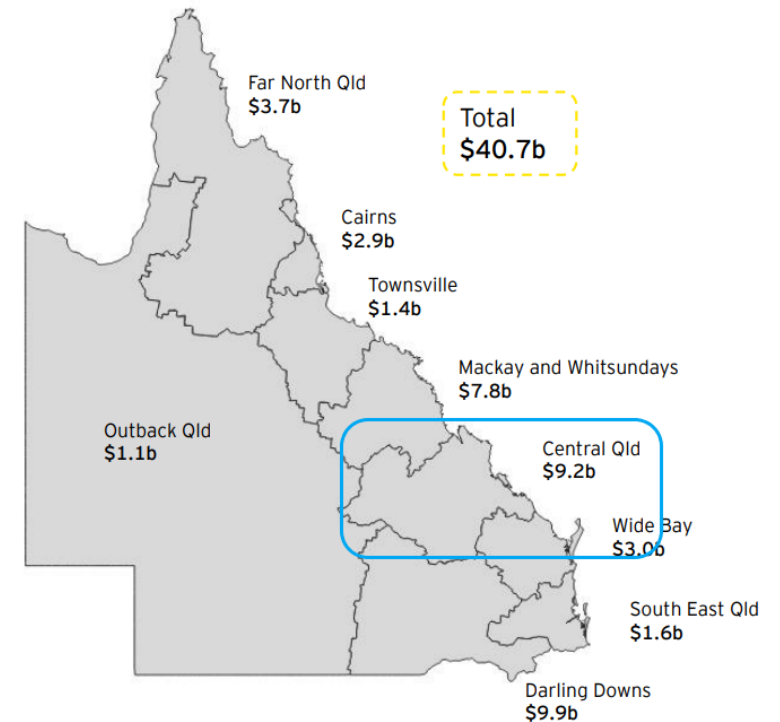 Far North Qld
$3.7b
Total
$40.7b
Cairns
$2.9b
Townsville
$1.4b
Mackay and Whitsundays
$7.8b
Outback Qld
$1.1b
Central Qld
$9.2b
Wide Bay
$3.0b
South East Qld
$1.6b
Darling Downs
$9.9b